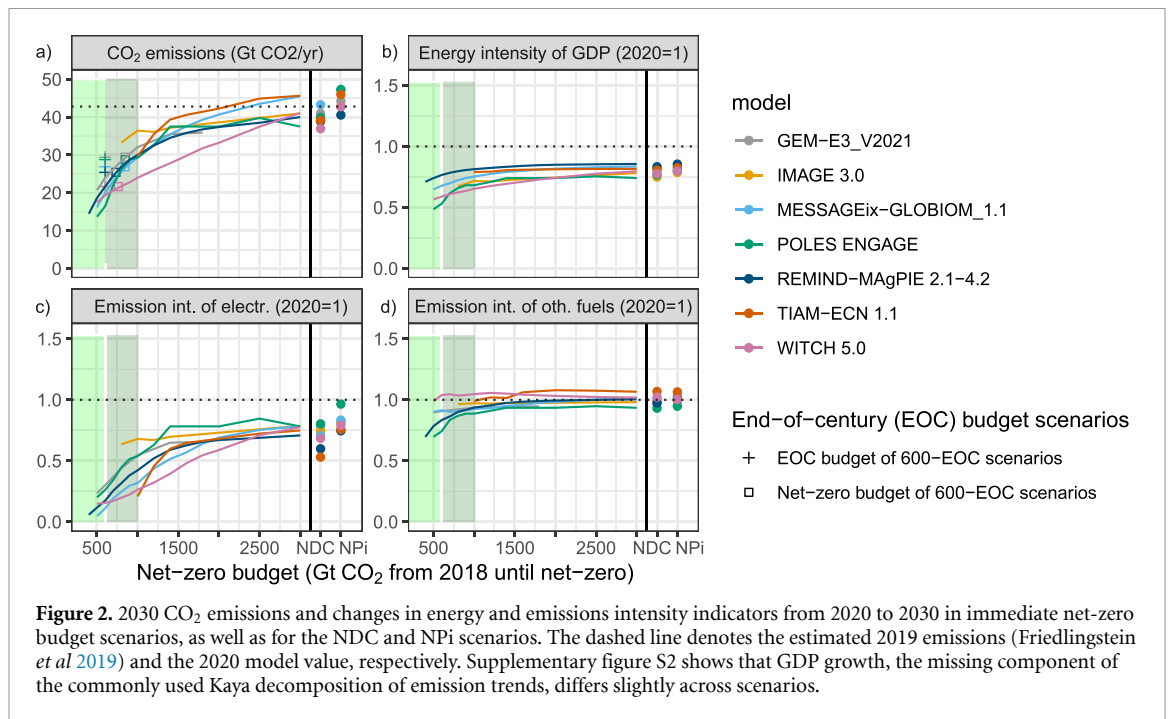 a) CO2 emissions (Gt CO2/yr)
50
40
30
20
10
0
b) Energy intensity of GDP (2020=1)
1.5
1.0
0.5
0.0
c) Emission int. of electr. (2020=1)
1.5
1.0
0.5
0.0
500 1500 2500 NDC NPi
d) Emission int. of oth. fuels (2020=1)
1.5
1.0
0.5
0.0
500 1500 2500 NDC NPi
Net−zero budget (Gt CO2 from 2018 until net−zero)
model
GEM−E3_V2021
IMAGE 3.0
MESSAGEix−GLOBIOM_1.1
POLES ENGAGE
REMIND−MAgPIE 2.1−4.2
TIAM−ECN 1.1
WITCH 5.0
End−of−century (EOC) budget scenarios
EOC budget of 600−EOC scenarios
Net−zero budget of 600−EOC scenarios
Figure 2. 2030 CO2 emissions and changes in energy and emissions intensity indicators from 2020 to 2030 in immediate net-zero
budget scenarios, as well as for the NDC and NPi scenarios. The dashed line denotes the estimated 2019 emissions (Friedlingstein
et al 2019) and the 2020 model value, respectively. Supplementary figure S2 shows that GDP growth, the missing component of
the commonly used Kaya decomposition of emission trends, differs slightly across scenarios.